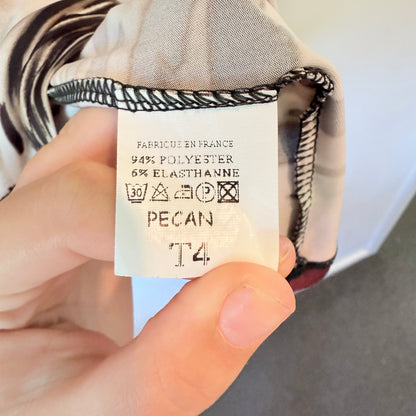 FABRIQUE EN FRANCE
94% POLYESTER
6% ELASTHANNE
30 P
PECAN
T4